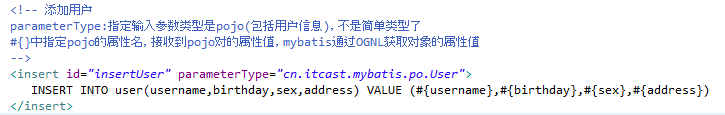 <!-- 添加用户
parameterType:指定输入参数类型是pojo(包括用户信息),不是简单类型了
#{}中指定pojo的属性名,接收到pojo对的属性值,mybatis通过OGNL获取对象的属性值
-->
<insert id="insertUser" parameterType="cn.itcast.mybatis.po.User">
INSERT INTO user(username,birthday,sex,address) VALUE (#{username},#{birthday},#{sex},#{address})
</insert>